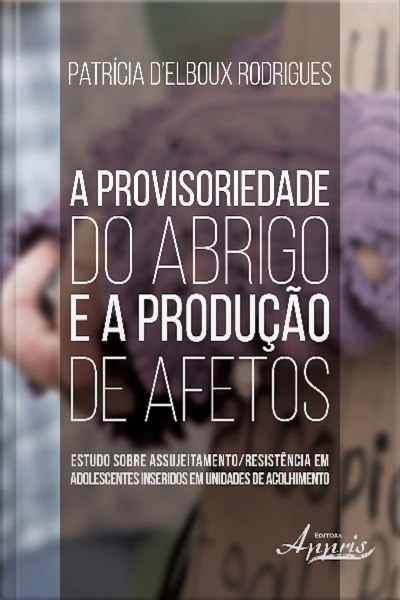 PATRÍCIA D'ELBOUX RODRIGUES
A PROVISORIEDADE
DO ABRIGO
E A PRODUÇÃO
DE AFETOS
ESTUDO SOBRE ASSUJEITAMENTO/RESISTÊNCIA EM
ADOLESCENTES INSERIDOS EM UNIDADES DE ACOLHIMENTO
EDITORA
Appris